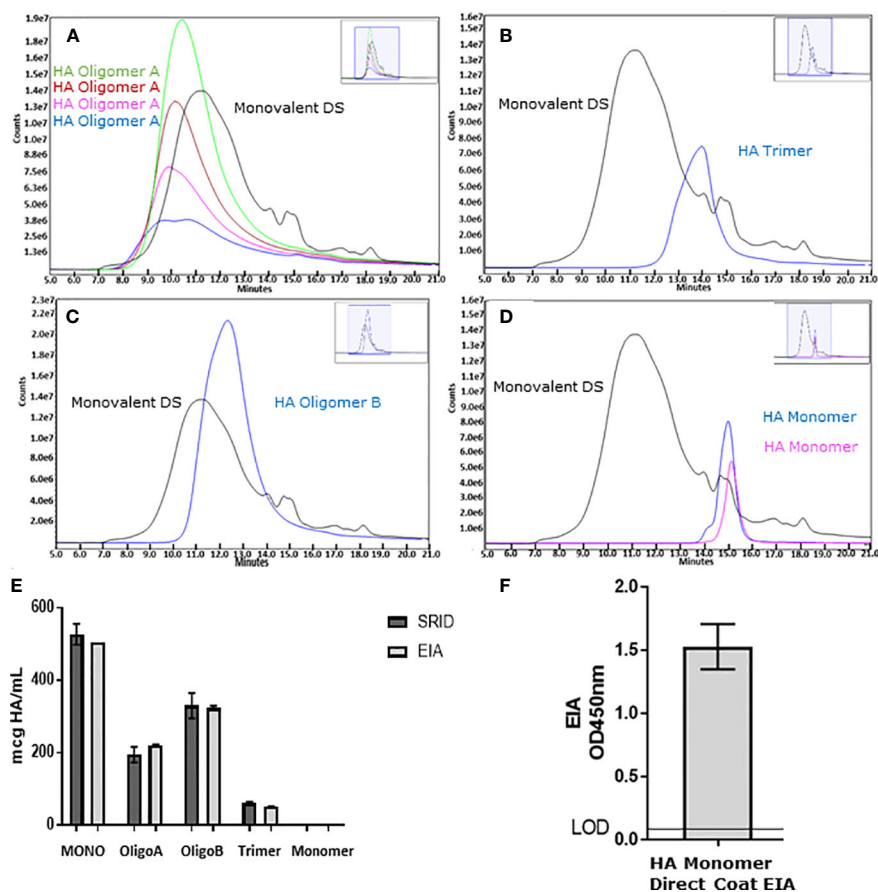 A
1.9e7
1.8e7
1.7e7
1.5e7
1.4e7
1.3e7
1.1e7
1.0e7
8.8e6
7.5e6
6.3e6
5.1e6
3.8e6
2.5e6
1.3e6
Counts
HA Oligomer A
HA Oligomer A
HA Oligomer A
HA Oligomer A
Monovalent DS
5.0 6.0 7.0 8.0 9.0 10.0 11.0 12.0 13.0 14.0 15.0 16.0 17.0 18.0 19.0 20.0 21.0
Minutes
B
1.6e7
1.5e7
1.4e7
1.3e7
1.2e7
1.1e7
1.0e7
9.0e6
8.0e6
7.0e6
6.0e6
5.0e6
4.0e6
3.0e6
2.0e6
1.0e6
Counts
Monovalent DS
HA Trimer
5.0 6.0 7.0 8.0 9.0 10.0 11.0 12.0 13.0 14.0 15.0 16.0 17.0 18.0 19.0 20.0 21.0
Minutes
C
2.3e7
2.2e7
2.0e7
1.8e7
1.6e7
1.4e7
1.2e7
1.0e7
8.0e6
6.0e6
4.0e6
2.0e6
Counts
Monovalent DS
HA Oligomer B
5.0 6.0 7.0 8.0 9.0 10.0 11.0 12.0 13.0 14.0 15.0 16.0 17.0 18.0 19.0 20.0 21.0
Minutes
D
1.6e7
1.5e7
1.4e7
1.3e7
1.2e7
1.1e7
1.0e7
9.0e6
8.0e6
7.0e6
6.0e6
5.0e6
4.0e6
3.0e6
2.0e6
1.0e6
Counts
Monovalent DS
HA Monomer
HA Monomer
5.0 6.0 7.0 8.0 9.0 10.0 11.0 12.0 13.0 14.0 15.0 16.0 17.0 18.0 19.0 20.0 21.0
Minutes
E
600
400
200
0
mcg HA/mL
SRID
EIA
MONO OligoA OligoB Trimer Monomer
F
2.0
1.5
1.0
0.5
0.0
EIA
OD450nm
LOD
HA Monomer
Direct Coat EIA